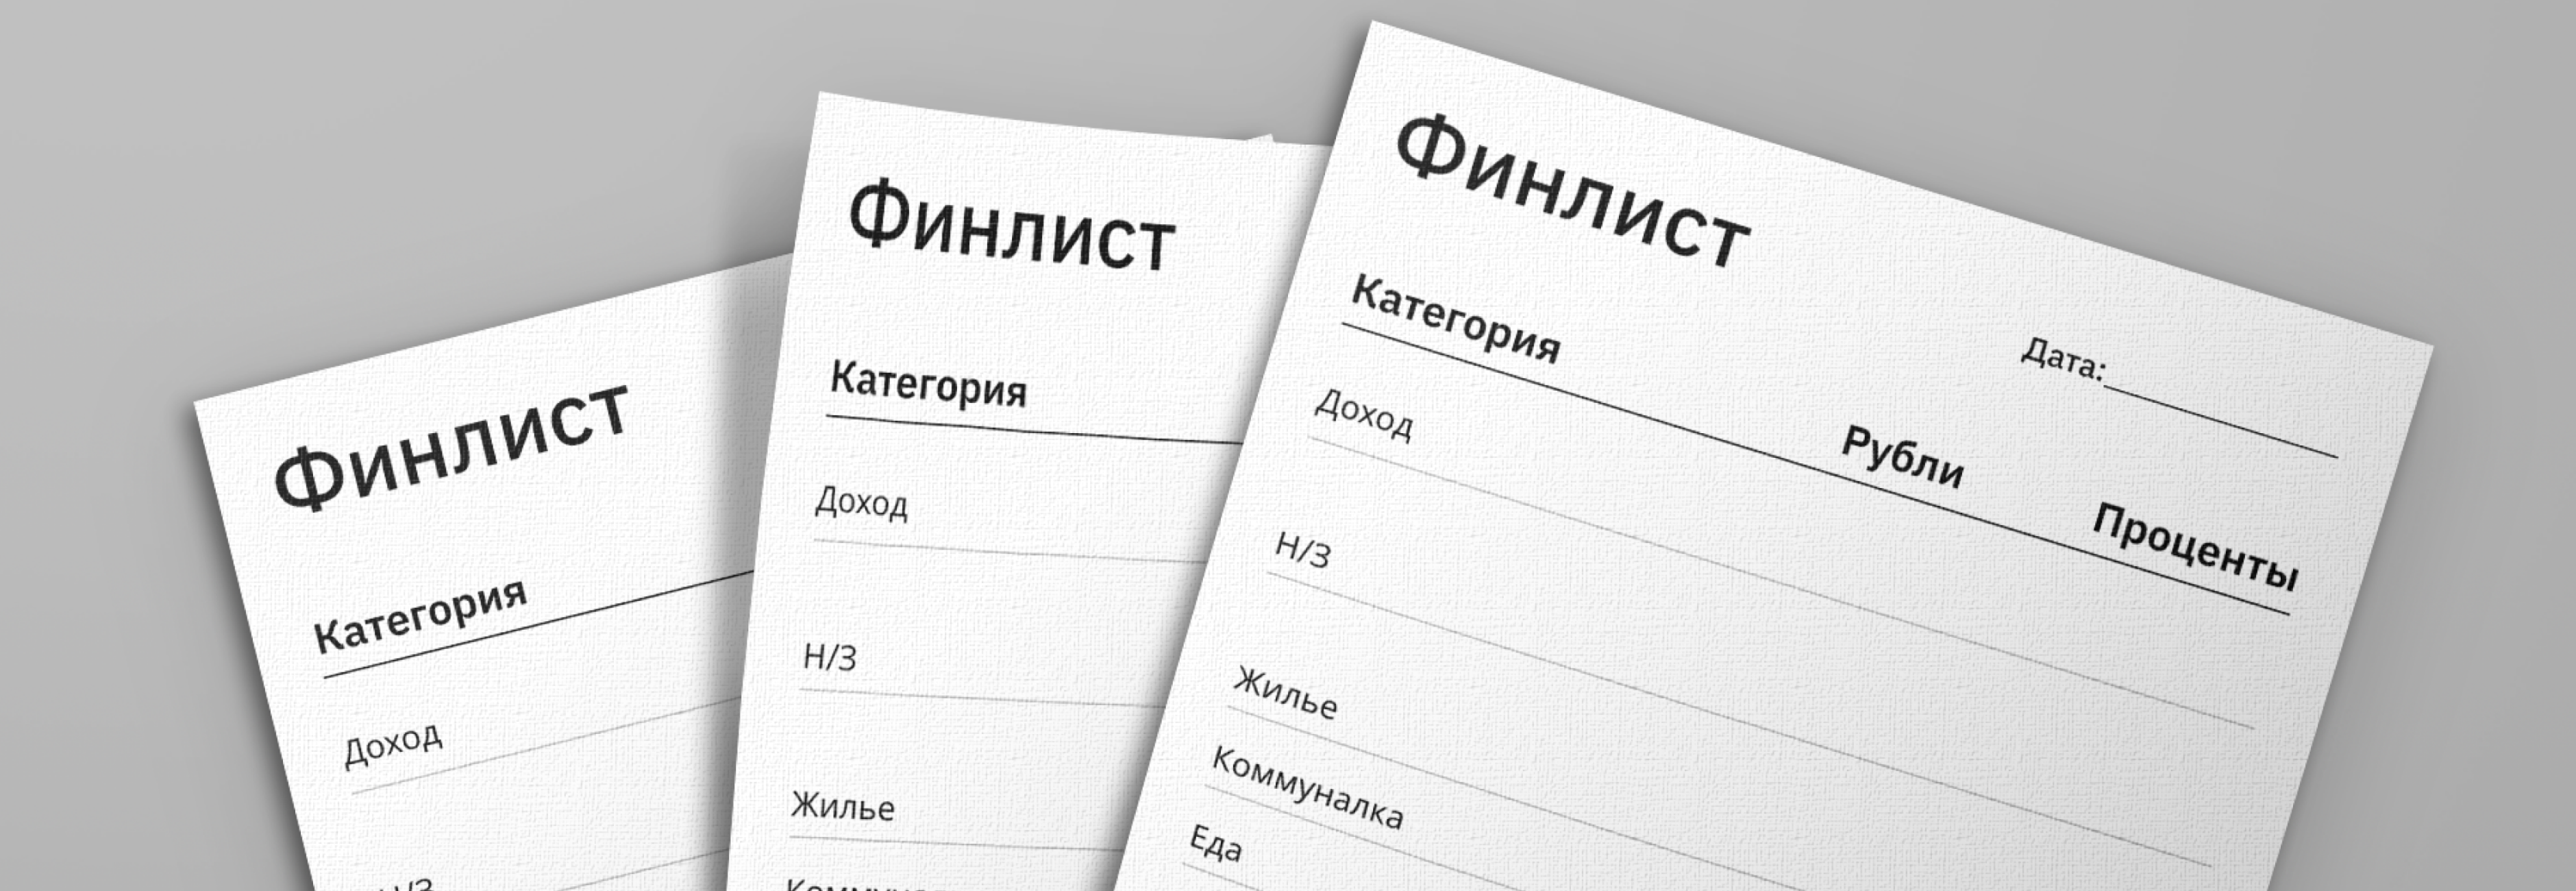 Финлист
Категория
Доход
Финлист
Категория
Доход
Н/З
Жилье
Финлист
Дата:
Категория Рубли Проценты
Доход
Н/З
Жилье
Коммуналка
Еда